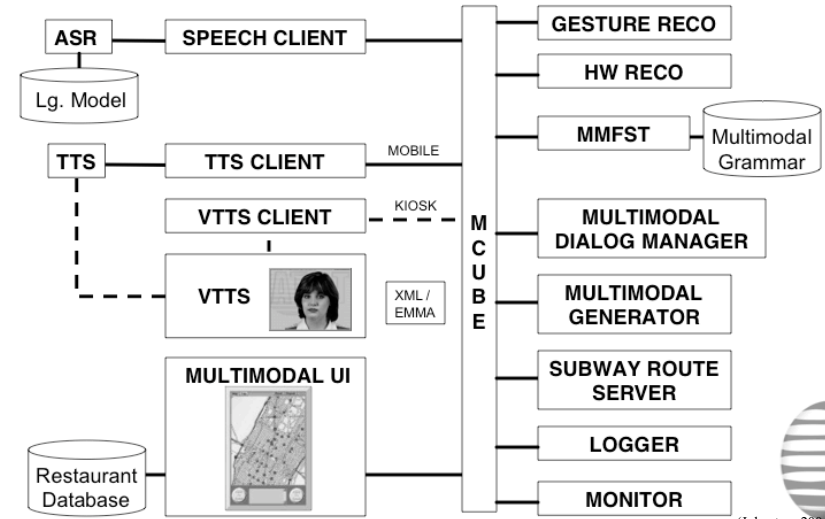 ASR
SPEECH CLIENT
Lg. Model
TTS
TTS CLIENT
MOBILE
VTTS CLIENT
KIOSK
VTTS
XML /
EMMA
MULTIMODAL UI
Restaurant
Database
M
C
U
B
E
GESTURE RECO
HW RECO
MMFST
Multimodal
Grammar
MULTIMODAL
DIALOG MANAGER
MULTIMODAL
GENERATOR
SUBWAY ROUTE
SERVER
LOGGER
MONITOR